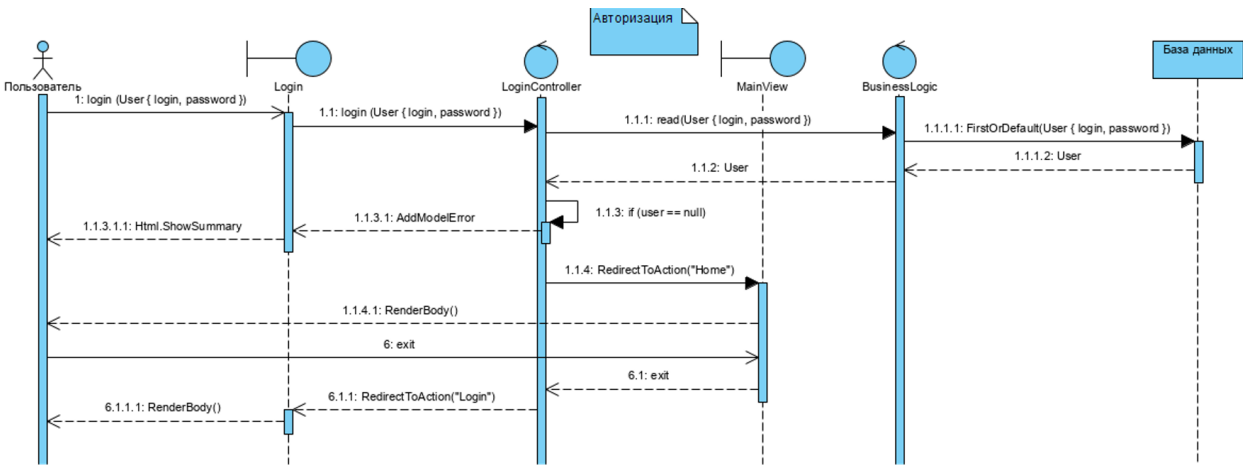 Авторизация
Пользователь
Login
LoginController
MainView
BusinessLogic
База данных
1: login (User { login, password })
1.1: login (User { login, password })
1.1.1: read(User { login, password })
1.1.1.1: FirstOrDefault(User { login, password })
1.1.1.2: User
1.1.2: User
1.1.3: if (user == null)
1.1.3.1: AddModelError
1.1.3.1.1: Html.ShowSummary
1.1.4: RedirectToAction("Home")
1.1.4.1: RenderBody()
6: exit
6.1: exit
6.1.1: RedirectToAction("Login")
6.1.1.1: RenderBody()